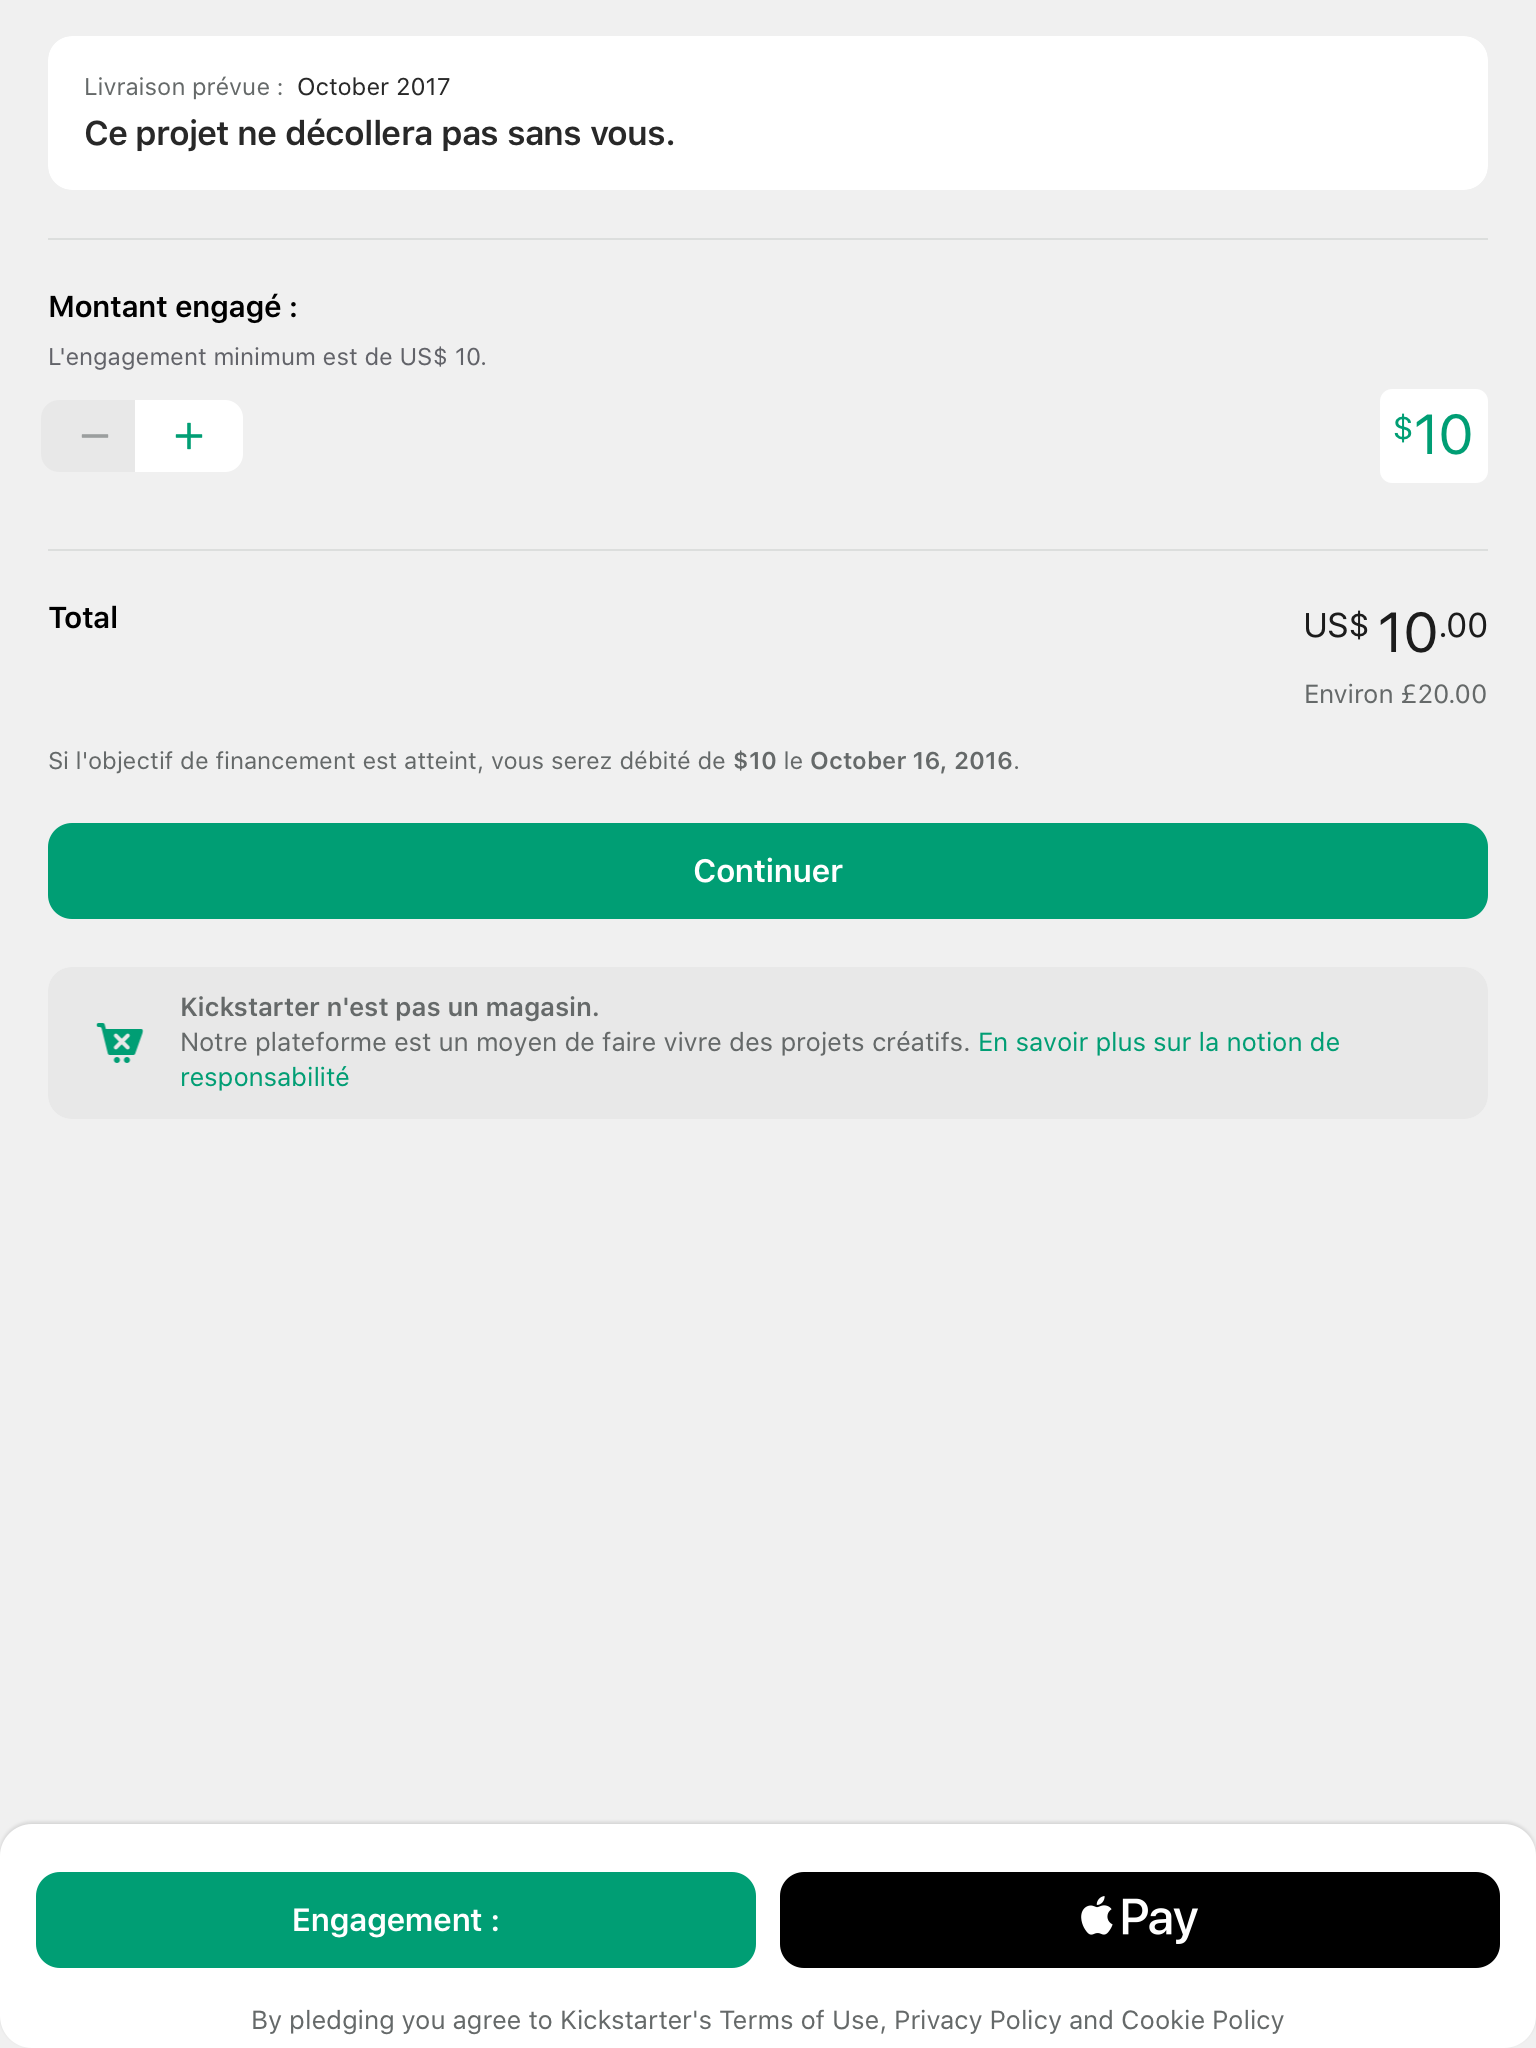 Livraison prévue : October 2017
Ce projet ne décollera pas sans vous.
Montant engagé :
L'engagement minimum est de US$ 10.
$10
Total
US$ 10.00
Environ £20.00
Si l'objectif de financement est atteint, vous serez débité de $10 le October 16, 2016.
Continuer
Kickstarter n'est pas un magasin.
Notre plateforme est un moyen de faire vivre des projets créatifs. En savoir plus sur la notion de
responsabilité
Engagement :
Pay
By pledging you agree to Kickstarter's Terms of Use, Privacy Policy and Cookie Policy